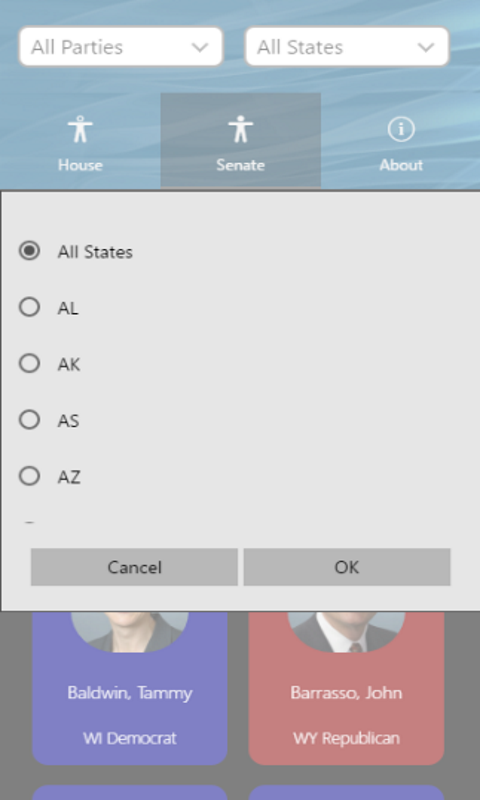 All Parties All States
House Senate About
All States
AL
AK
AS
AZ
Cancel OK
Baldwin, Tammy Barrasso, John
WI Democrat WY Republican